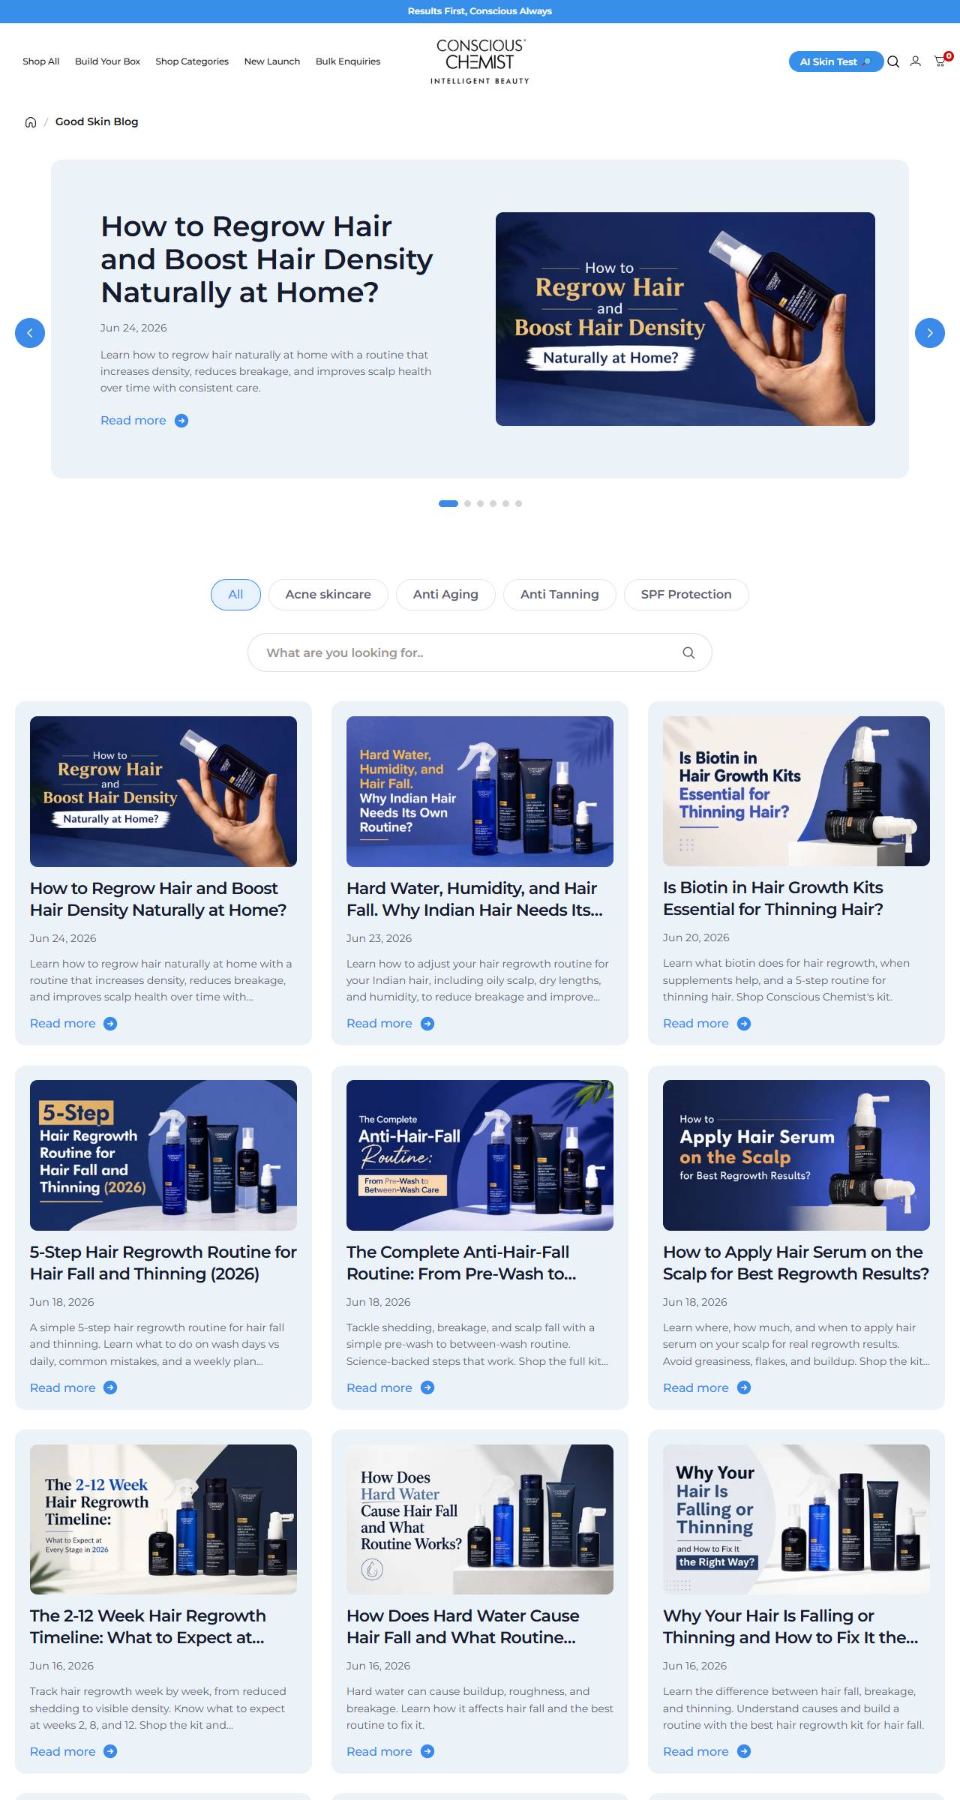 Results First, Conscious Always
Shop All
Build Your Box
Shop Categories
New Launch
Bulk Enquiries
CONSCIOUS
CHEMIST
INTELLIGENT BEAUTY
AI Skin Test
0
/ Good Skin Blog
How to Regrow Hair
and Boost Hair Density
Naturally at Home?
Jun 24, 2026
Learn how to regrow hair naturally at home with a routine that
increases density, reduces breakage, and improves scalp health
over time with consistent care.
Read more
How to
Regrow Hair
and
Boost Hair Density
Naturally at Home?
All
Acne skincare
Anti Aging
Anti Tanning
SPF Protection
What are you looking for..
How to
Regrow Hair
and
Boost Hair Density
Naturally at Home?
How to Regrow Hair and Boost
Hair Density Naturally at Home?
Jun 24, 2026
Learn how to regrow hair naturally at home with a
routine that increases density, reduces breakage,
and improves scalp health over time with...
Read more
Hard Water,
Humidity, and
Hair Fall.
Why Indian Hair
Needs Its Own
Routine?
Hard Water, Humidity, and Hair
Fall. Why Indian Hair Needs Its...
Jun 23, 2026
Learn how to adjust your hair regrowth routine for
your Indian hair, including oily scalp, dry lengths,
and humidity, to reduce breakage and improve...
Read more
Is Biotin in
Hair Growth Kits
Essential for
Thinning Hair?
Is Biotin in Hair Growth Kits
Essential for Thinning Hair?
Jun 20, 2026
Learn what biotin does for hair regrowth, when
supplements help, and a 5-step routine for
thinning hair. Shop Conscious Chemist's kit.
Read more
5-Step
Hair Regrowth
Routine for
Hair Fall and
Thinning (2026)
5-Step Hair Regrowth Routine for
Hair Fall and Thinning (2026)
Jun 18, 2026
A simple 5-step hair regrowth routine for hair fall
and thinning. Learn what to do on wash days vs
daily, common mistakes, and a weekly plan...
Read more
The Complete
Anti-Hair-Fall
Routine:
From Pre-Wash to
Between-Wash Care
The Complete Anti-Hair-Fall
Routine: From Pre-Wash to...
Jun 18, 2026
Tackle shedding, breakage, and scalp fall with a
simple pre-wash to between-wash routine.
Science-backed steps that work. Shop the full kit...
Read more
How to
Apply Hair Serum
on the Scalp
for Best Regrowth Results?
How to Apply Hair Serum on the
Scalp for Best Regrowth Results?
Jun 18, 2026
Learn where, how much, and when to apply hair
serum on your scalp for real regrowth results.
Avoid greasiness, flakes, and buildup. Shop the kit...
Read more
The 2-12 Week
Hair Regrowth
Timeline:
What to Expect at
Every Stage in 2026
The 2-12 Week Hair Regrowth
Timeline: What to Expect at...
Jun 16, 2026
Track hair regrowth week by week, from reduced
shedding to visible density. Know what to expect
at weeks 2, 8, and 12. Shop the kit and...
Read more
How Does
Hard Water
Cause Hair Fall
and What
Routine Works?
How Does Hard Water Cause
Hair Fall and What Routine...
Jun 16, 2026
Hard water can cause buildup, roughness, and
breakage. Learn how it affects hair fall and the best
routine to fix it.
Read more
Why Your
Hair Is
Falling or
Thinning
and How to Fix It
the Right Way?
Why Your Hair Is Falling or
Thinning and How to Fix It the...
Jun 16, 2026
Learn the difference between hair fall, breakage,
and thinning. Understand causes and build a
routine with the best hair regrowth kit for hair fall.
Read more